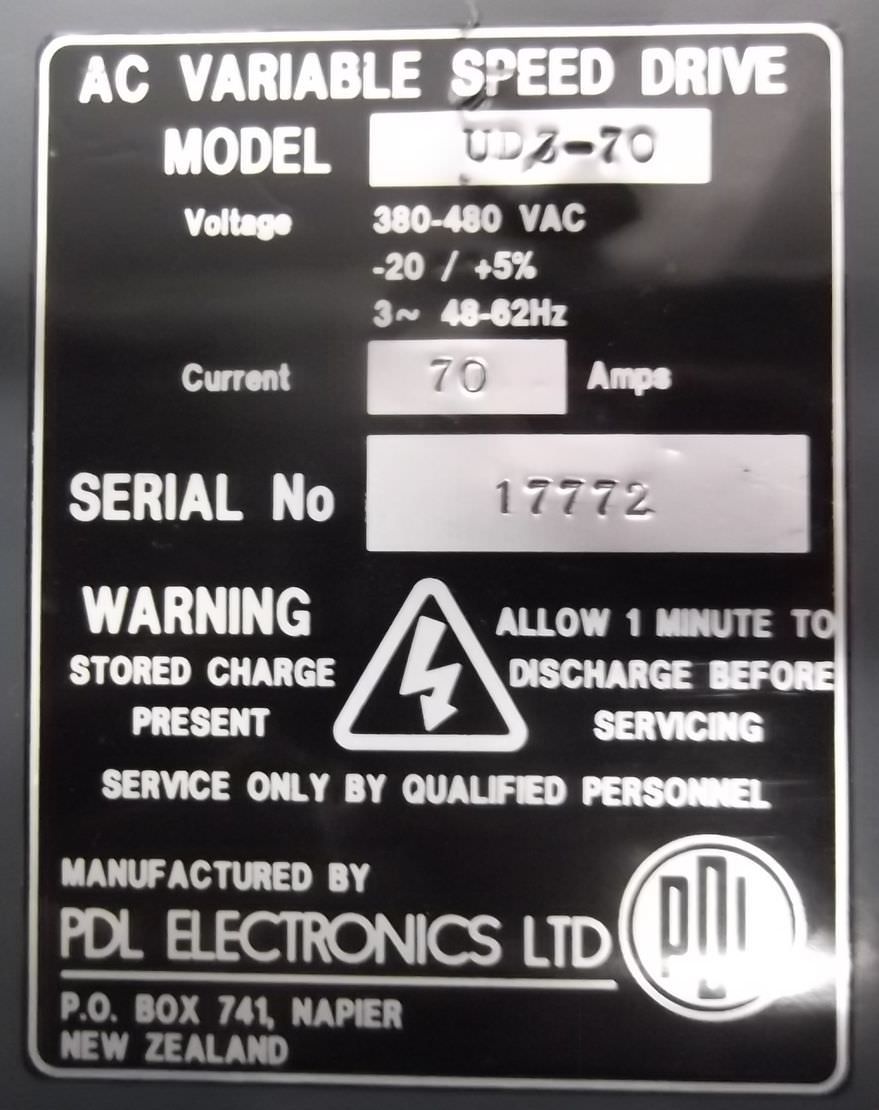 AC VARIABLE SPEED DRIVE
MODEL
Voltage 380-480 VAC
-20 / +5%
3~ 48-62Hz
Current 70 Amps
SERIAL No 17772
WARNING
STORED CHARGE
PRESENT
ALLOW 1 MINUTE TO
DISCHARGE BEFORE
SERVICING
SERVICE ONLY BY QUALIFIED PERSONNEL
MANUFACTURED BY
PDL ELECTRONICS LTD
PDL
P.O. BOX 741, NAPIER
NEW ZEALAND